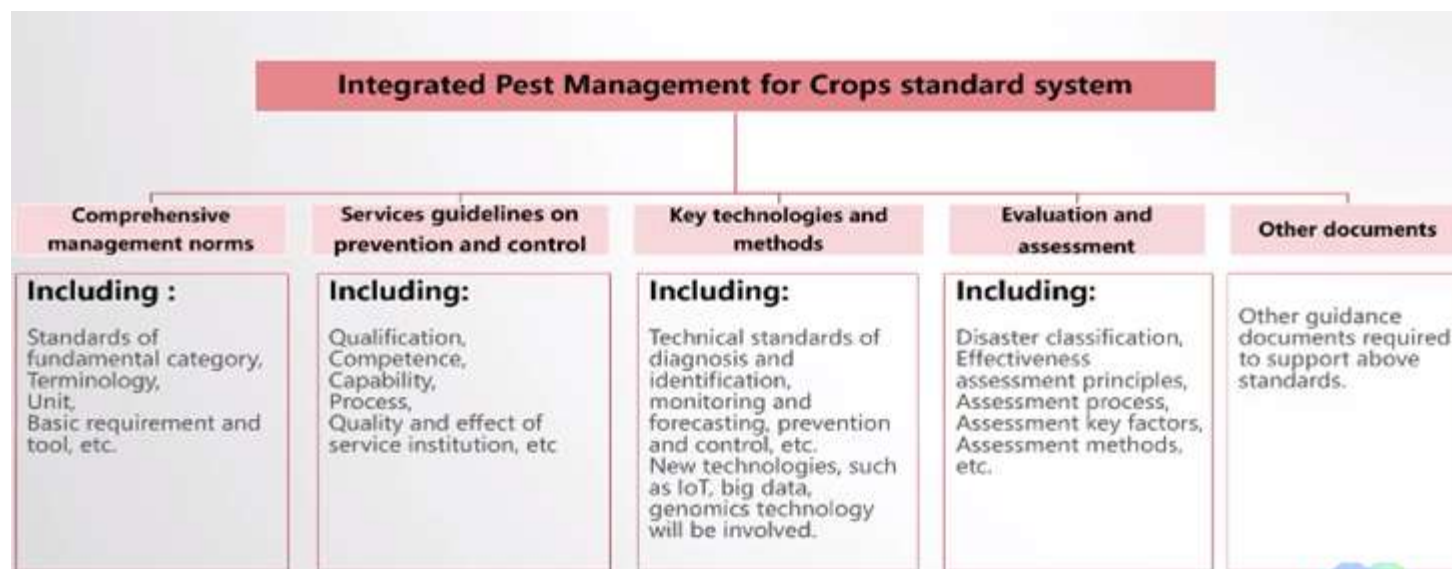 Integrated Pest Management for Crops standard system
Comprehensive
management norms
Including :
Standards of
fundamental category,
Terminology,
Unit,
Basic requirement and
tool, etc.
Services guidelines on
prevention and control
Including:
Qualification,
Competence,
Capability,
Process,
Quality and effect of
service institution, etc
Key technologies and
methods
Including:
Technical standards of
diagnosis and
identification,
monitoring and
forecasting, prevention
and control, etc.
New technologies, such
as IoT, big data,
genomics technology
will be involved.
Evaluation and
assessment
Including:
Disaster classification,
Effectiveness
assessment principles,
Assessment process,
Assessment key factors,
Assessment methods,
etc.
Other documents
Other guidance
documents required
to support above
standards.